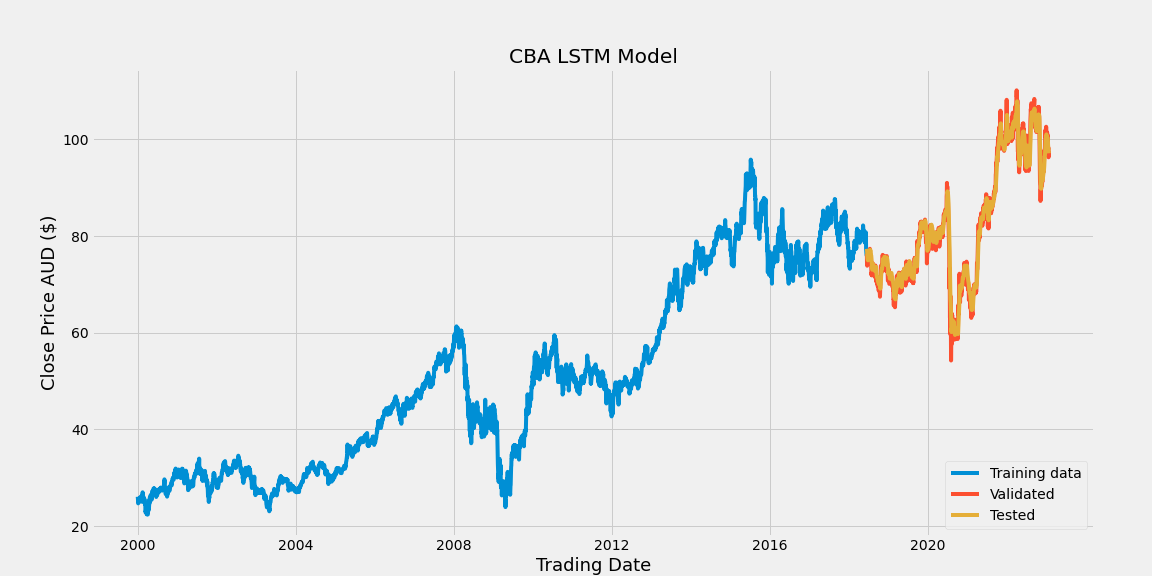 CBA LSTM Model
Close Price AUD ($)
100
80
60
40
20
2000 2004 2008 2012 2016 2020
Trading Date
Training data
Validated
Tested